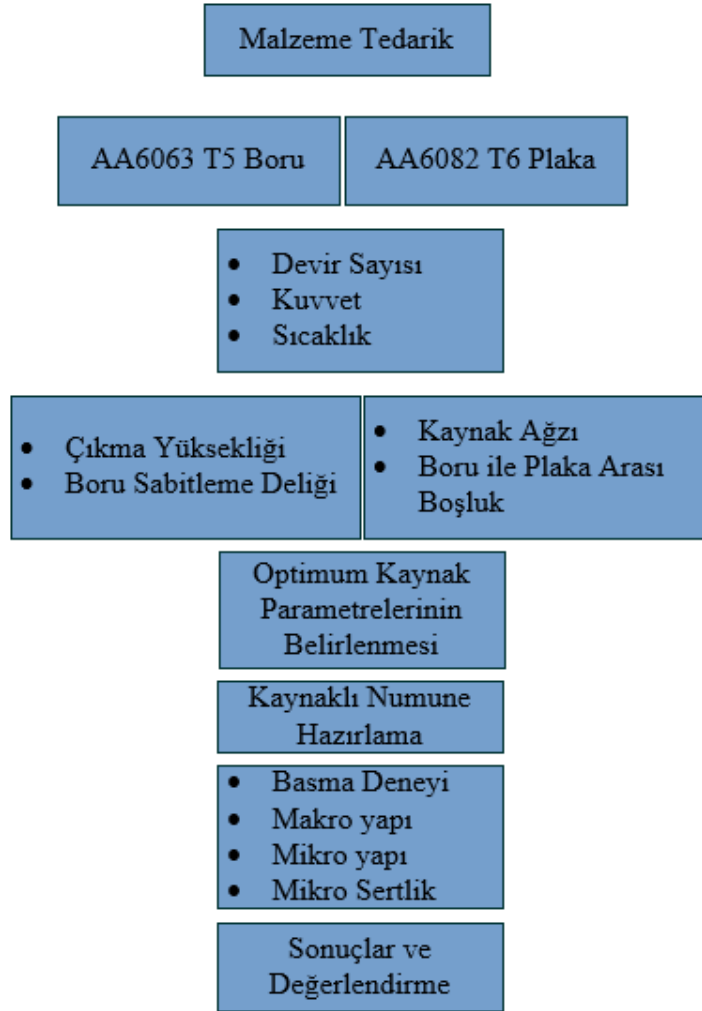 Malzeme Tedarik
AA6063 T5 Boru
AA6082 T6 Plaka
• Devir Sayısı
• Kuvvet
• Sıcaklık
• Çıkma Yüksekliği
• Boru Sabitleme Deliği
• Kaynak Ağzı
• Boru ile Plaka Arası
Boşluk
Optimum Kaynak
Parametrelerinin
Belirlenmesi
Kaynaklı Numune
Hazırlama
• Basma Deneyi
• Makro yapı
• Mikro yapı
• Mikro Sertlik
Sonuçlar ve
Değerlendirme